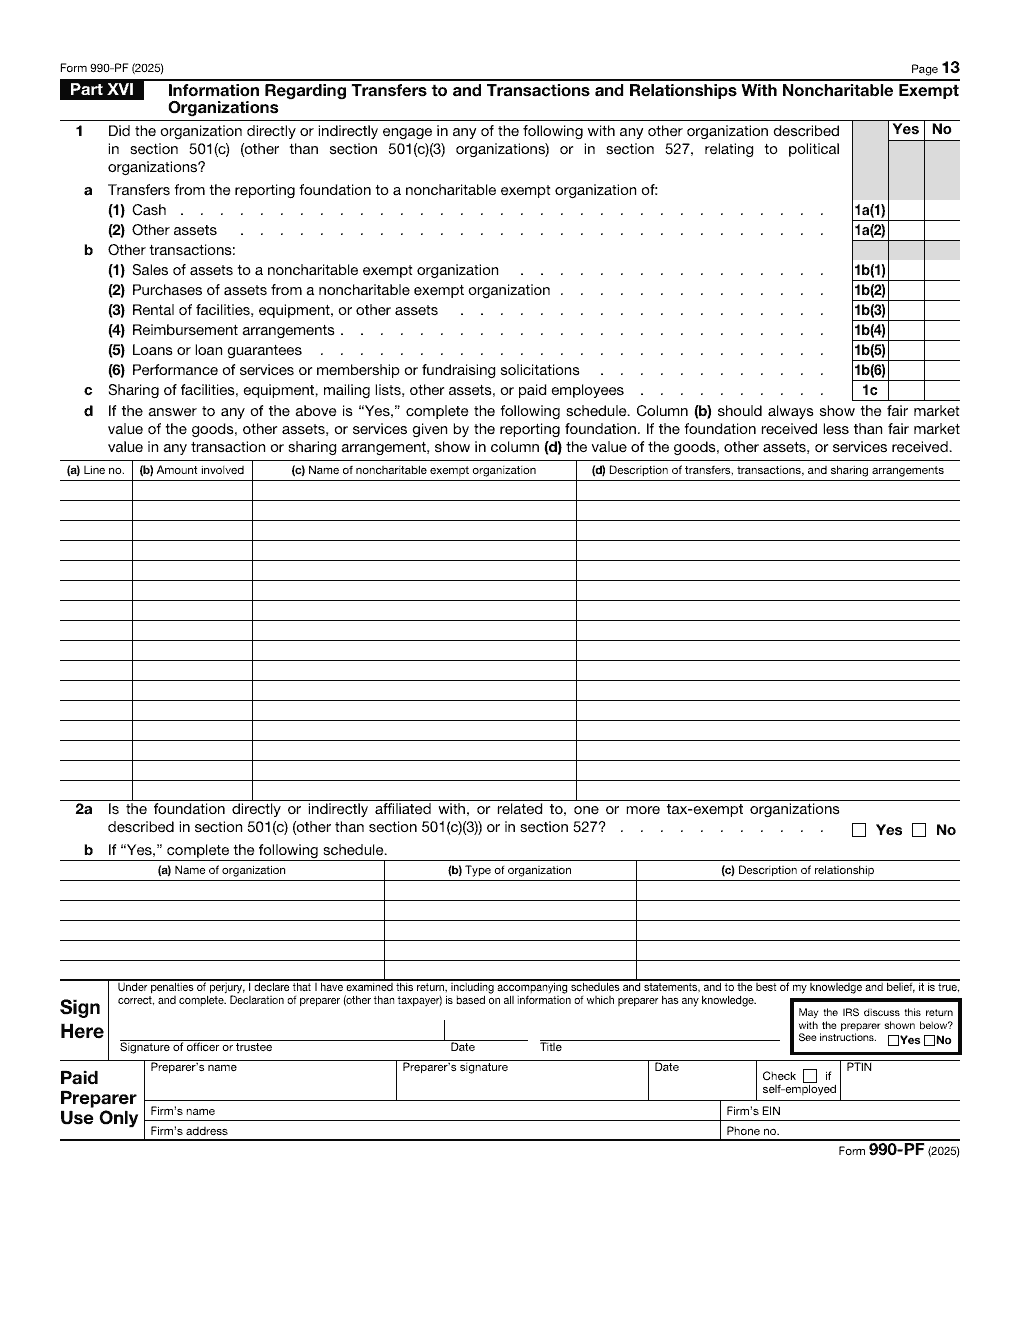 Form 990-PF (2025) Page 13
Part XVI Information Regarding Transfers to and Transactions and Relationships With Noncharitable Exempt
Organizations
Yes No
1 Did the organization directly or indirectly engage in any of the following with any other organization described
in section 501(c) (other than section 501(c)(3) organizations) or in section 527, relating to political
organizations?
a Transfers from the reporting foundation to a noncharitable exempt organization of:
(1) Cash . . . . . . . . . . . . . . . . . . . . . . . . . . . . . . . . . 1a(1)
(2) Other assets . . . . . . . . . . . . . . . . . . . . . . . . . . . . . . 1a(2)
b Other transactions:
(1) Sales of assets to a noncharitable exempt organization . . . . . . . . . . . . . . . . 1b(1)
(2) Purchases of assets from a noncharitable exempt organization . . . . . . . . . . . . . . 1b(2)
(3) Rental of facilities, equipment, or other assets . . . . . . . . . . . . . . . . . . . 1b(3)
(4) Reimbursement arrangements . . . . . . . . . . . . . . . . . . . . . . . . . 1b(4)
(5) Loans or loan guarantees . . . . . . . . . . . . . . . . . . . . . . . . . . 1b(5)
(6) Performance of services or membership or fundraising solicitations . . . . . . . . . . . . 1b(6)
c Sharing of facilities, equipment, mailing lists, other assets, or paid employees . . . . . . . . . . 1c
d If the answer to any of the above is “Yes,” complete the following schedule. Column (b) should always show the fair market
value of the goods, other assets, or services given by the reporting foundation. If the foundation received less than fair market
value in any transaction or sharing arrangement, show in column (d) the value of the goods, other assets, or services received.
(a) Line no. (b) Amount involved (c) Name of noncharitable exempt organization (d) Description of transfers, transactions, and sharing arrangements
2a Is the foundation directly or indirectly affiliated with, or related to, one or more tax-exempt organizations
described in section 501(c) (other than section 501(c)(3)) or in section 527? . . . . . . . . . . . Yes No
b If “Yes,” complete the following schedule.
(a) Name of organization (b) Type of organization (c) Description of relationship
Sign
Here
Under penalties of perjury, I declare that I have examined this return, including accompanying schedules and statements, and to the best of my knowledge and belief, it is true,
correct, and complete. Declaration of preparer (other than taxpayer) is based on all information of which preparer has any knowledge.
Signature of officer or trustee Date Title
May the IRS discuss this return
with the preparer shown below?
See instructions. Yes No
Paid
Preparer
Use Only
Preparer’s name Preparer’s signature Date
Check if
self-employed
PTIN
Firm’s name Firm’s EIN
Firm’s address Phone no.
Form 990-PF (2025)